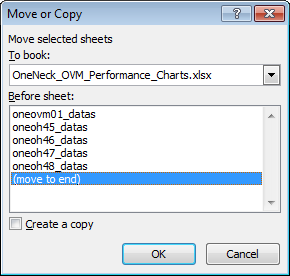 Move or Copy
Move selected sheets
To book:
OneNeck_OVM_Performance_Charts.xlsx
Before sheet:
oneovm01_datas
oneoh45_datas
oneoh46_datas
oneoh47_datas
oneoh48_datas
(move to end)
Create a copy
OK
Cancel